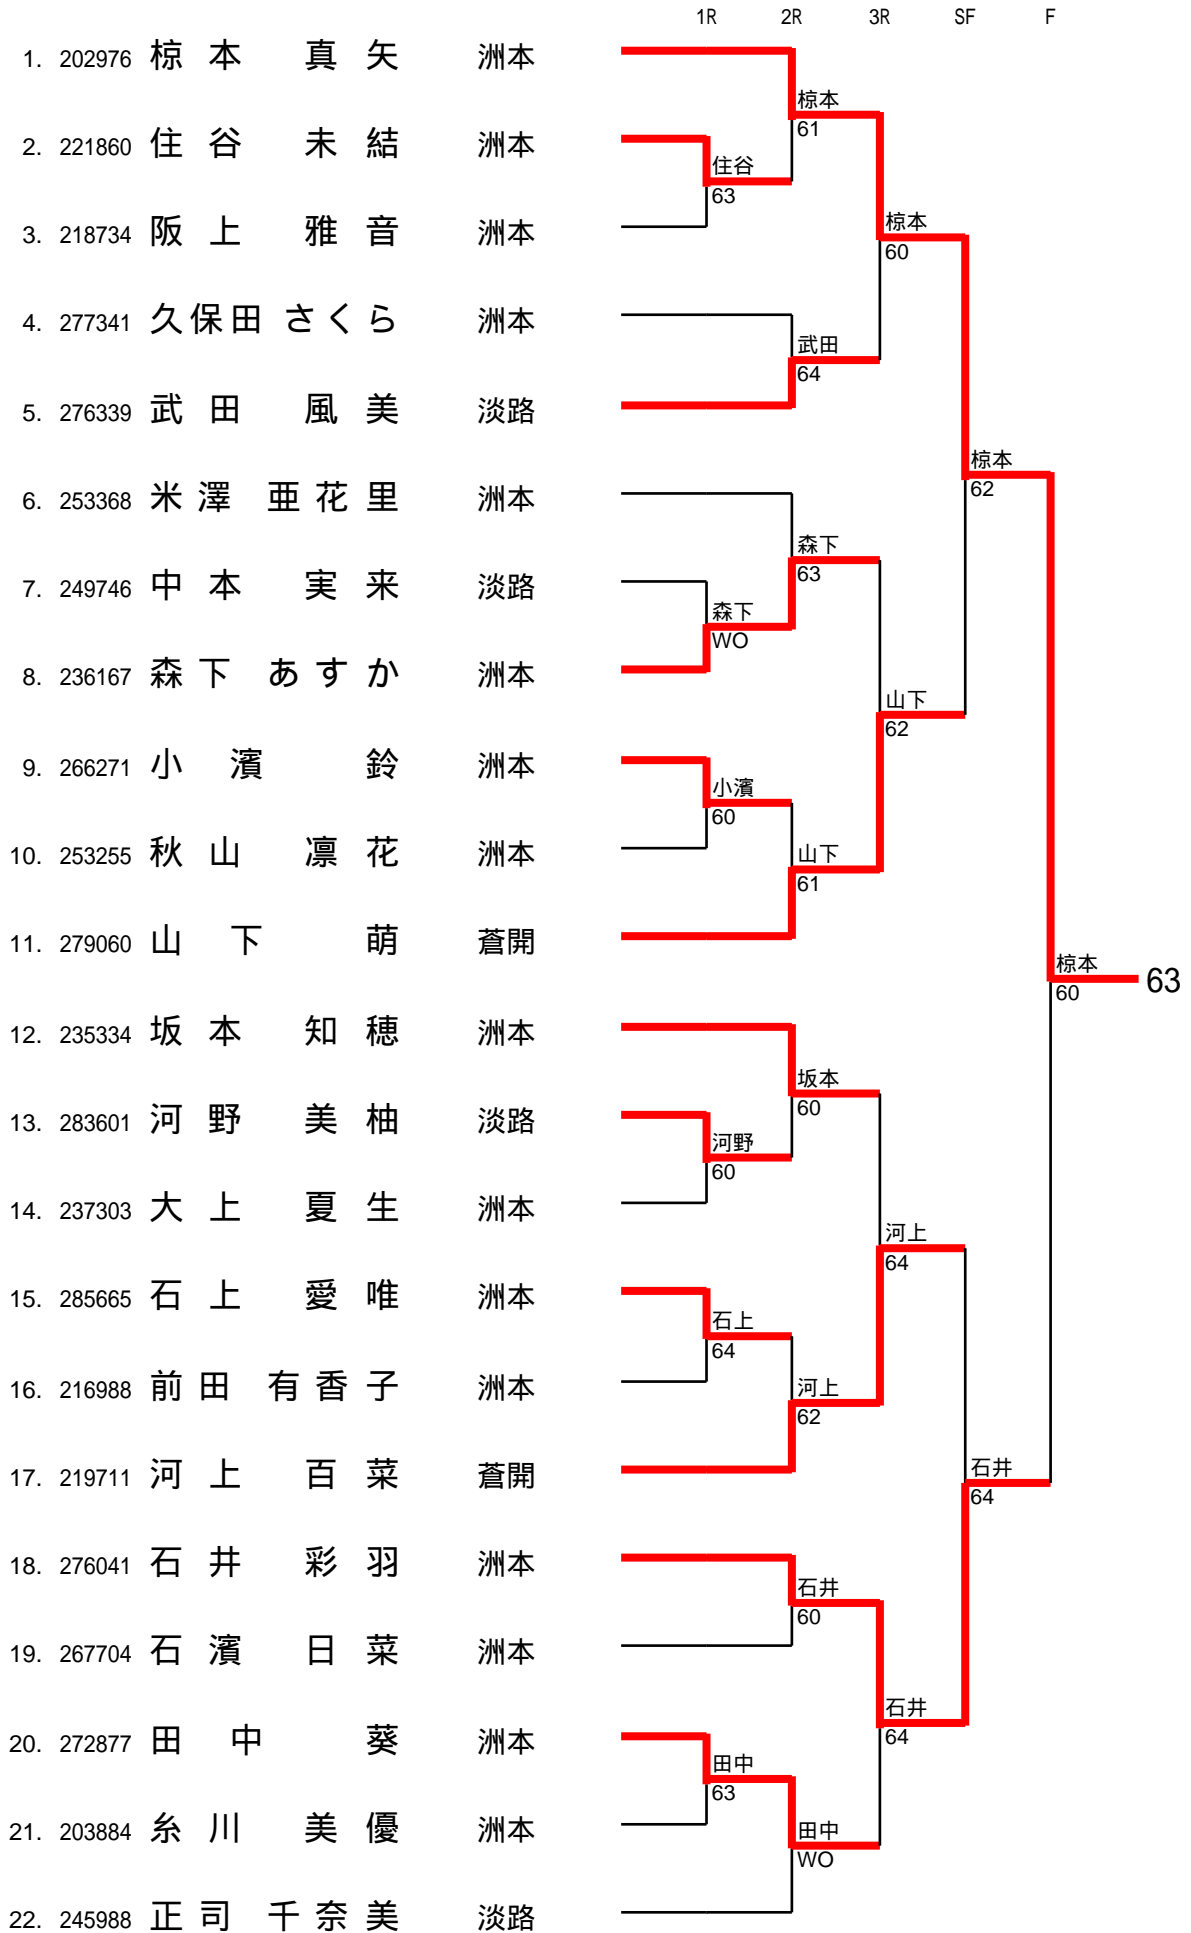 1R 2R 3R SF F
1. 202976 椋本 真矢 洲本
椋本
61
2. 221860 住谷 未結 洲本
住谷
63
3. 218734 阪上 雅音 洲本
椋本
60
4. 277341 久保田 さくら 洲本
武田
64
5. 276339 武田 風美 淡路
椋本
62
6. 253368 米澤 亜花里 洲本
森下
63
7. 249746 中本 実来 淡路
森下
WO
8. 236167 森下 あすか 洲本
山下
62
9. 266271 小濱 鈴 洲本
小濱
60
10. 253255 秋山 凛花 洲本
山下
61
11. 279060 山下 萌 蒼開
椋本
60
63
12. 235334 坂本 知穂 洲本
坂本
60
13. 283601 河野 美柚 淡路
河野
60
14. 237303 大上 夏生 洲本
河上
64
15. 285665 石上 愛唯 洲本
石上
64
16. 216988 前田 有香子 洲本
河上
62
17. 219711 河上 百菜 蒼開
石井
64
18. 276041 石井 彩羽 洲本
石井
60
19. 267704 石濱 日菜 洲本
石井
64
20. 272877 田中 葵 洲本
田中
63
21. 203884 糸川 美優 洲本
田中
WO
22. 245988 正司 千奈美 淡路